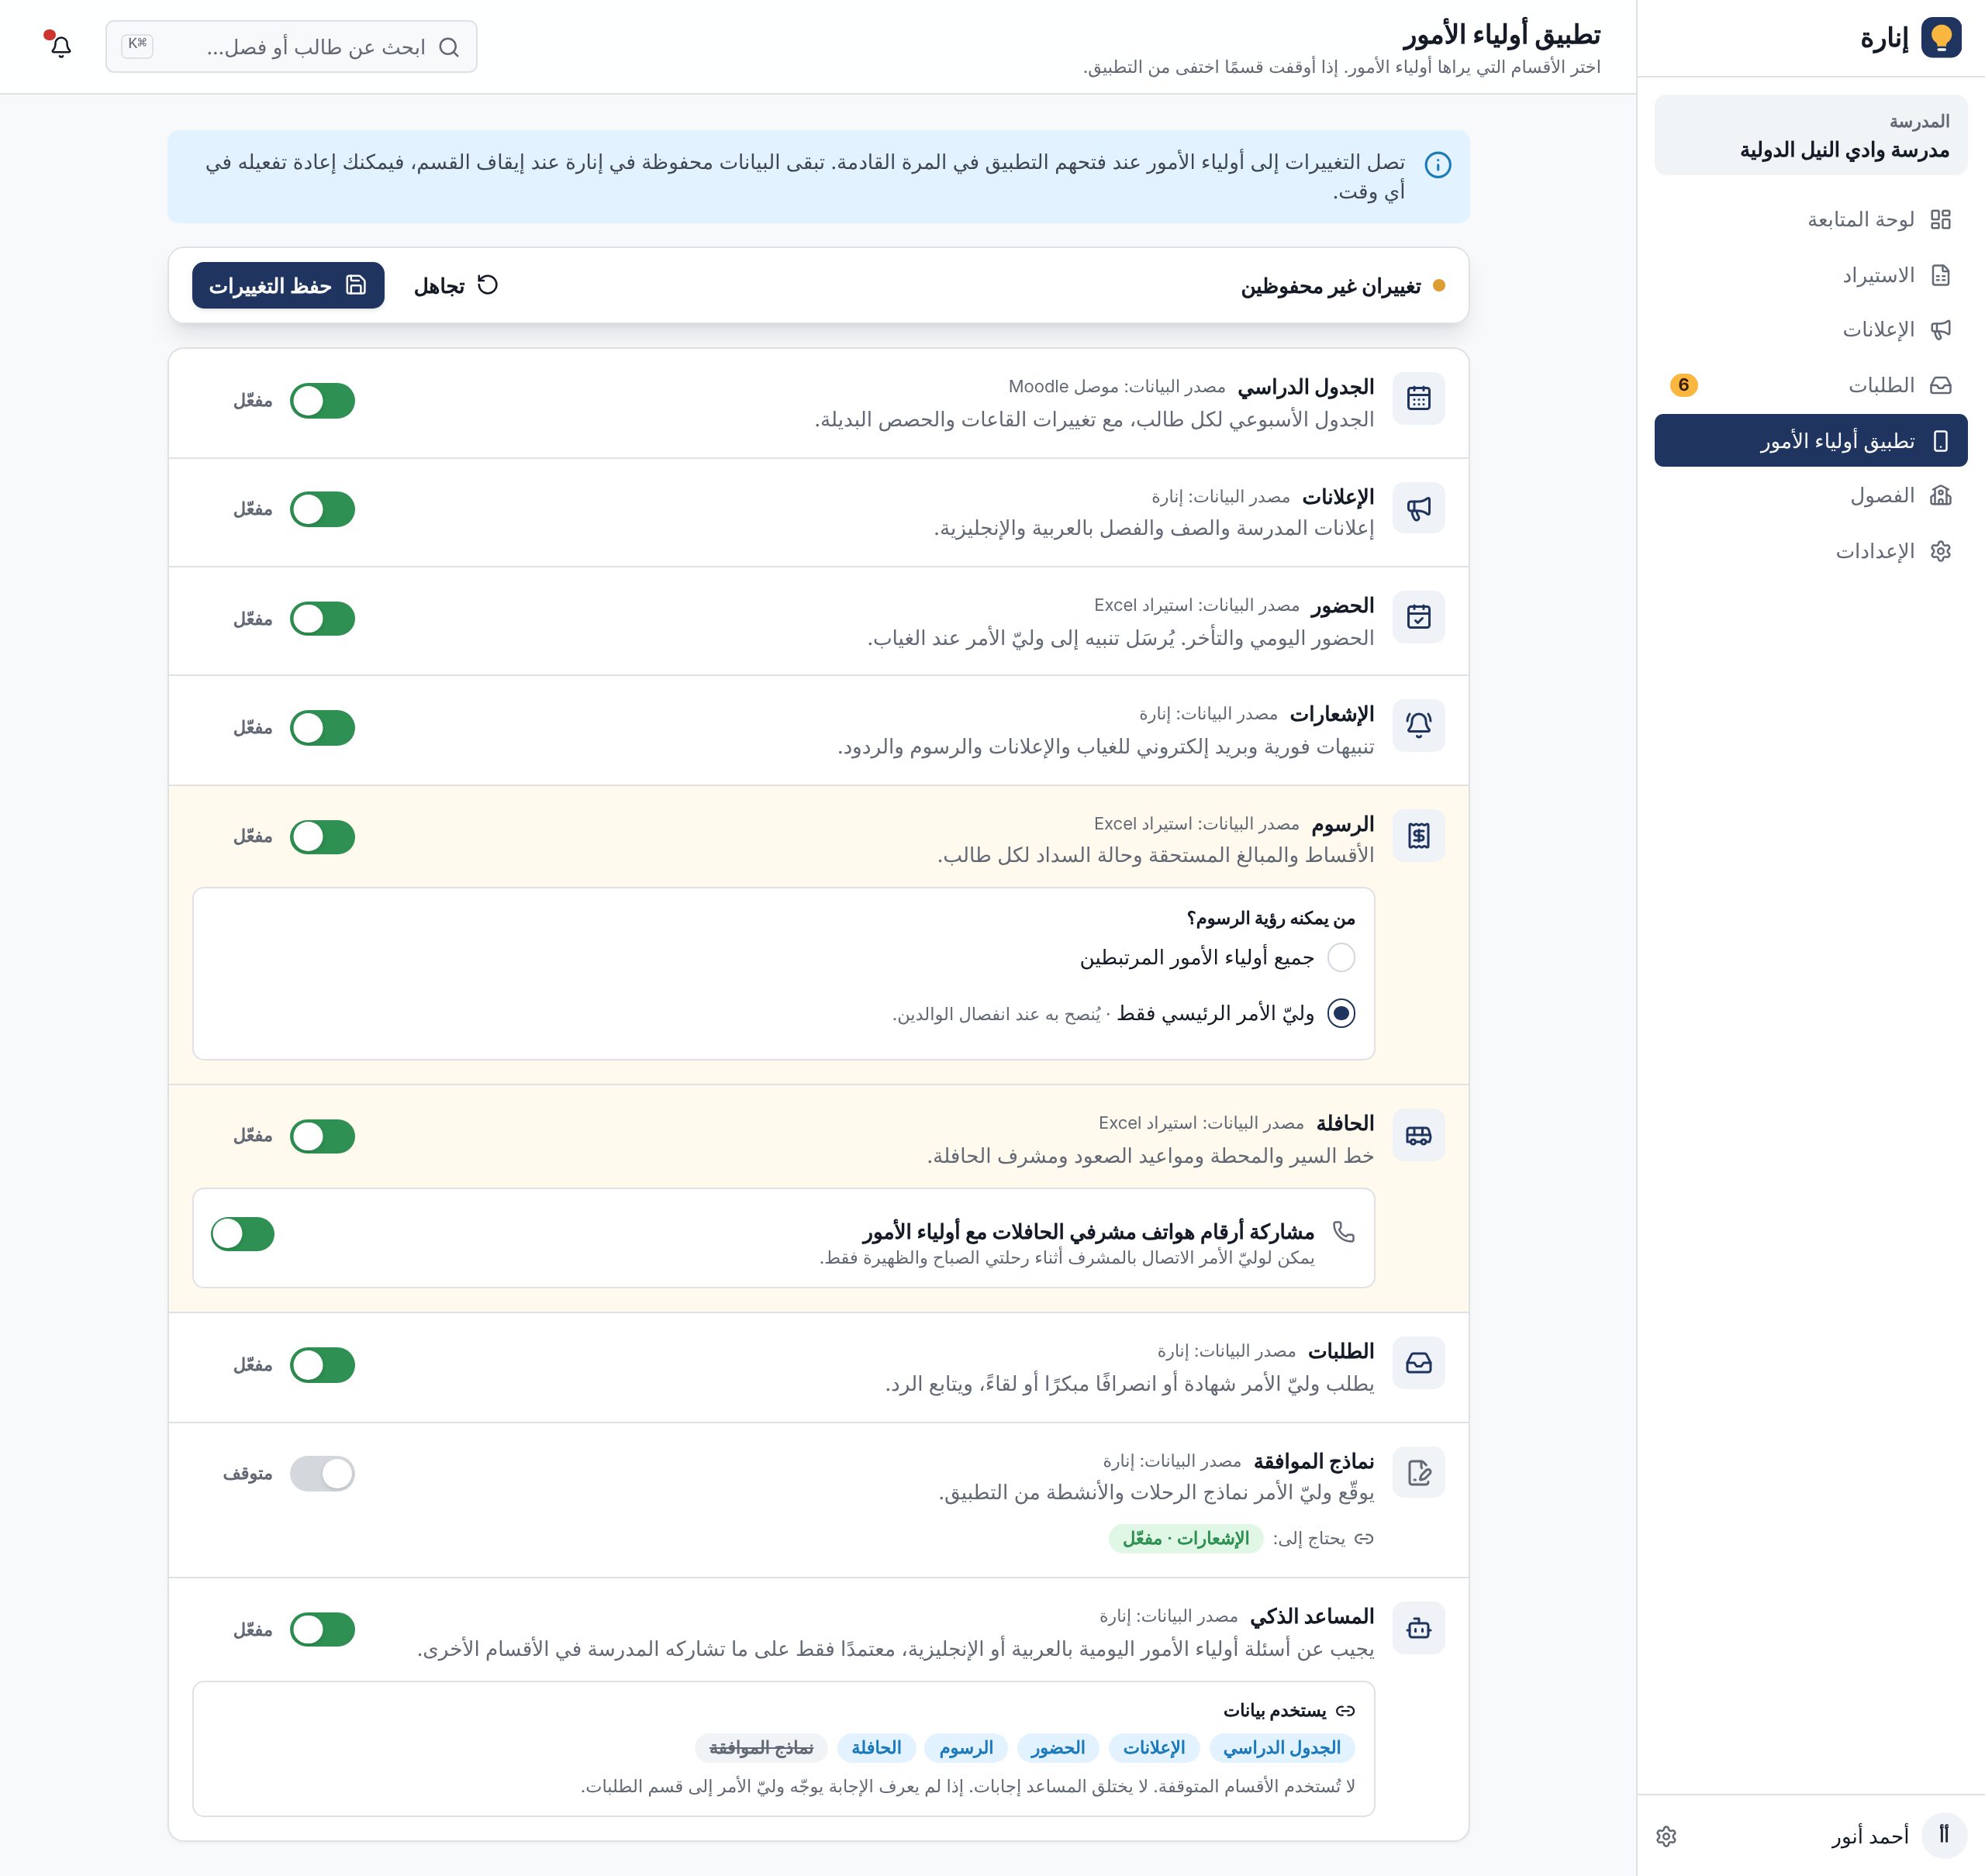 إنارة
المدرسة
مدرسة وادي النيل الدولية
لوحة المتابعة
الاستيراد
الإعلانات
الطلبات 6
تطبيق أولياء الأمور
الفصول
الإعدادات
أأ أحمد أنور
تطبيق أولياء الأمور
اختر الأقسام التي يراها أولياء الأمور. إذا أوقفت قسمًا اختفى من التطبيق.
ابحث عن طالب أو فصل... ⌘K
تصل التغييرات إلى أولياء الأمور عند فتحهم التطبيق في المرة القادمة. تبقى البيانات محفوظة في إنارة عند إيقاف القسم، فيمكنك إعادة تفعيله في
أي وقت.
تغييران غير محفوظين تجاهل حفظ التغييرات
الجدول الدراسي مصدر البيانات: موصل Moodle مفعّل
الجدول الأسبوعي لكل طالب، مع تغييرات القاعات والحصص البديلة.
الإعلانات مصدر البيانات: إنارة مفعّل
إعلانات المدرسة والصف والفصل بالعربية والإنجليزية.
الحضور مصدر البيانات: استيراد Excel مفعّل
الحضور اليومي والتأخر. يُرسَل تنبيه إلى وليّ الأمر عند الغياب.
الإشعارات مصدر البيانات: إنارة مفعّل
تنبيهات فورية وبريد إلكتروني للغياب والإعلانات والرسوم والردود.
الرسوم مصدر البيانات: استيراد Excel مفعّل
الأقساط والمبالغ المستحقة وحالة السداد لكل طالب.
من يمكنه رؤية الرسوم؟
جميع أولياء الأمور المرتبطين
وليّ الأمر الرئيسي فقط · يُنصح به عند انفصال الوالدين.
الحافلة مصدر البيانات: استيراد Excel مفعّل
خط السير والمحطة ومواعيد الصعود ومشرف الحافلة.
مشاركة أرقام هواتف مشرفي الحافلات مع أولياء الأمور
يمكن لوليّ الأمر الاتصال بالمشرف أثناء رحلتي الصباح والظهيرة فقط.
الطلبات مصدر البيانات: إنارة مفعّل
يطلب وليّ الأمر شهادة أو انصرافًا مبكرًا أو لقاءً، ويتابع الرد.
نماذج الموافقة مصدر البيانات: إنارة متوقف
يوقّع وليّ الأمر نماذج الرحلات والأنشطة من التطبيق.
يحتاج إلى: الإشعارات · مفعّل
المساعد الذكي مصدر البيانات: إنارة مفعّل
يجيب عن أسئلة أولياء الأمور اليومية بالعربية أو الإنجليزية، معتمدًا فقط على ما تشاركه المدرسة في الأقسام الأخرى.
يستخدم بيانات
الجدول الدراسي الإعلانات الحضور الرسوم الحافلة نماذج الموافقة
لا تُستخدم الأقسام المتوقفة. لا يختلق المساعد إجابات. إذا لم يعرف الإجابة يوجّه وليّ الأمر إلى قسم الطلبات.